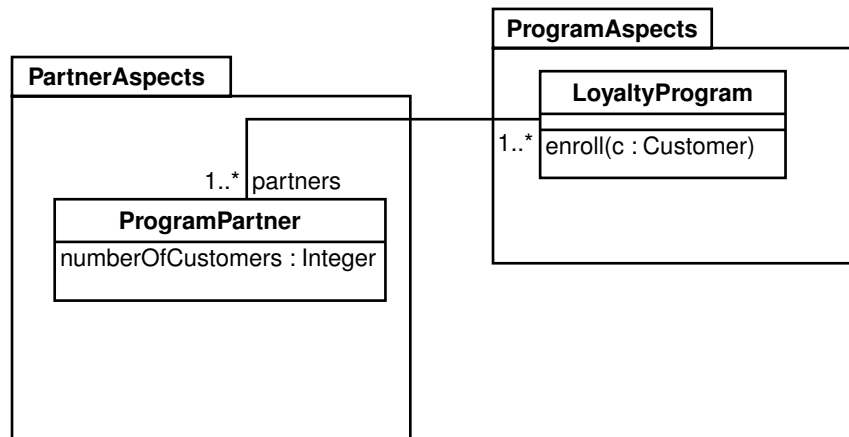 ProgramAspects
PartnerAspects
LoyaltyProgram
1..* enroll(c : Customer)
1..* partners
ProgramPartner
numberOfCustomers : Integer